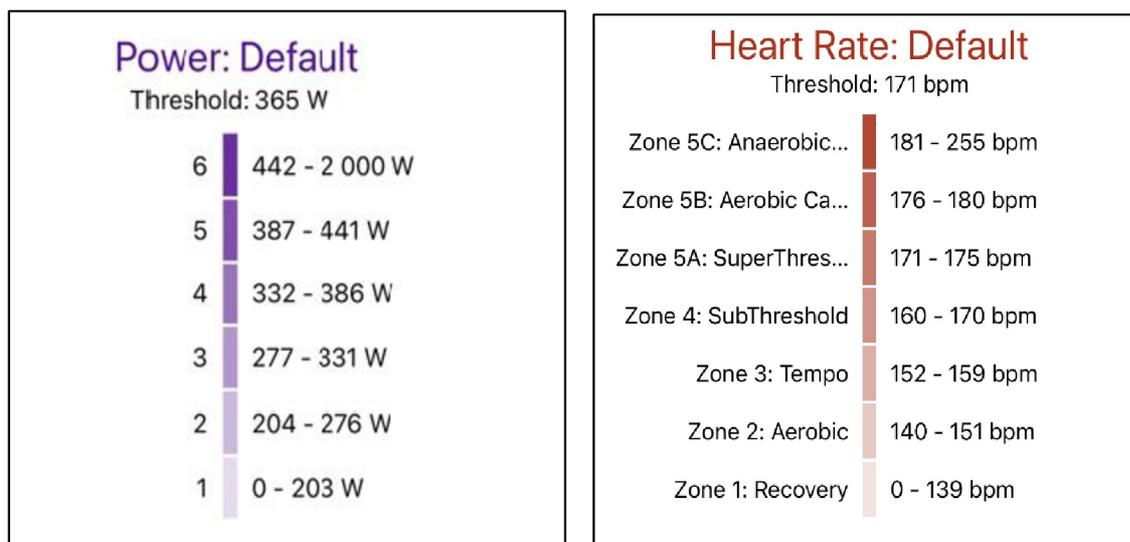 Power: Default
Threshold: 365 W
6 442 - 2 000 W
5 387 - 441 W
4 332 - 386 W
3 277 - 331 W
2 204 - 276 W
1 0 - 203 W
Heart Rate: Default
Threshold: 171 bpm
Zone 5C: Anaerobic... 181 - 255 bpm
Zone 5B: Aerobic Ca... 176 - 180 bpm
Zone 5A: SuperThres... 171 - 175 bpm
Zone 4: SubThreshold 160 - 170 bpm
Zone 3: Tempo 152 - 159 bpm
Zone 2: Aerobic 140 - 151 bpm
Zone 1: Recovery 0 - 139 bpm